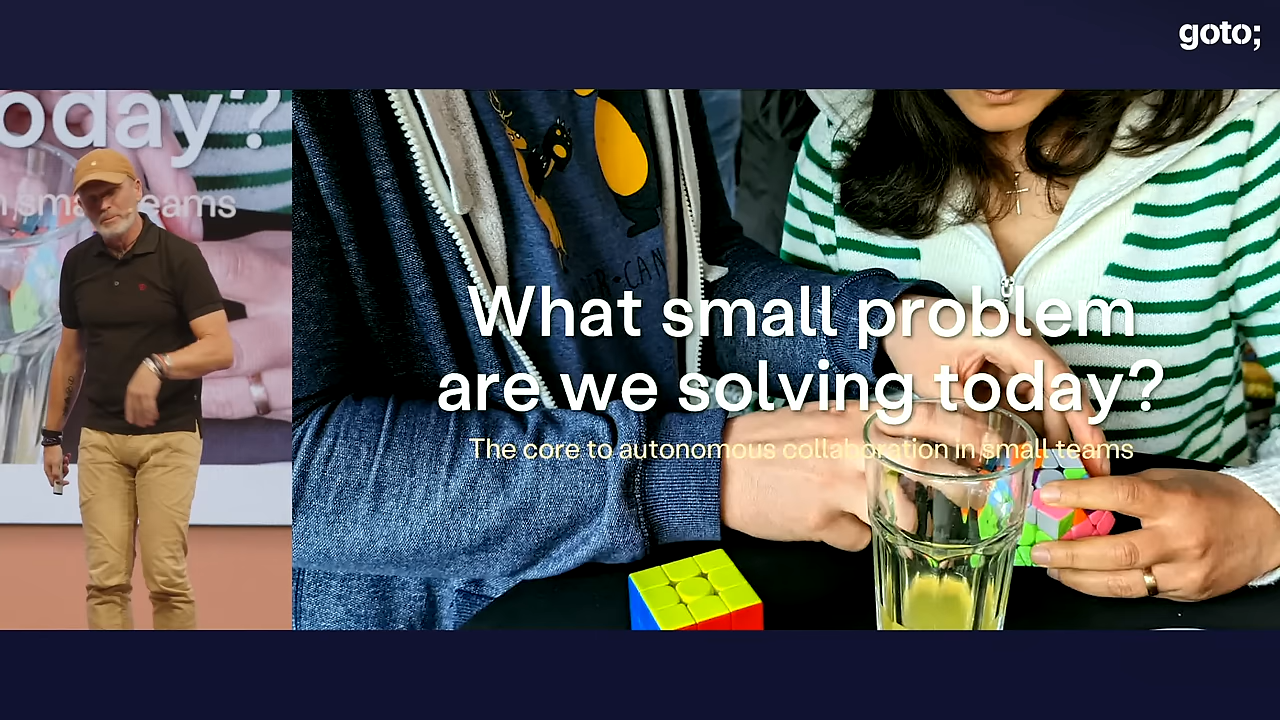 goto;
oday?
n small teams
What small problem
are we solving today?
The core to autonomous collaboration in small teams